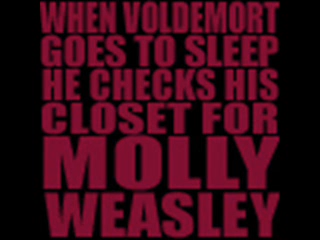 WHEN VOLDEMORT
GOES TO SLEEP
HE CHECKS HIS
CLOSET FOR
MOLLY
WEASLEY